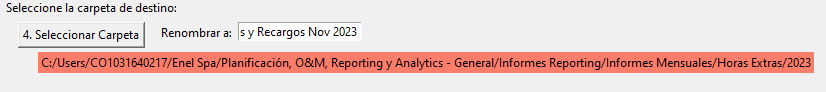 Seleccione la carpeta de destino:
4. Seleccionar Carpeta Renombrar a: s y Recargos Nov 2023
C:/Users/CO1031640217/Enel Spa/Planificación, O&M, Reporting y Analytics - General/Informes Reporting/Informes Mensuales/Horas Extras/2023